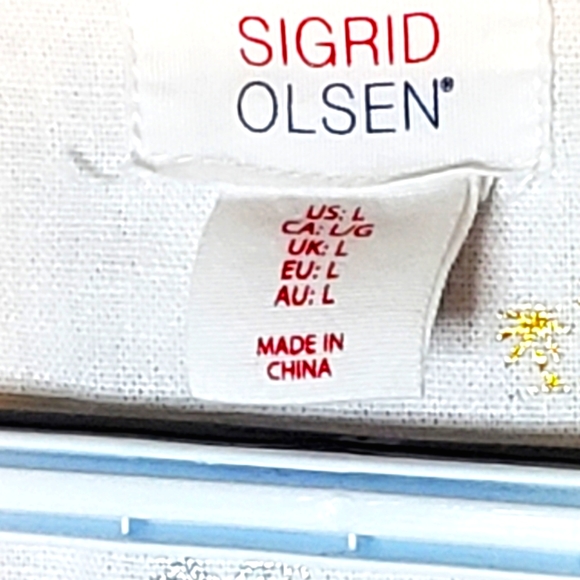 SIGRID
OLSEN®
US: L
CA: L/G
UK: L
EU: L
AU: L
MADE IN
CHINA